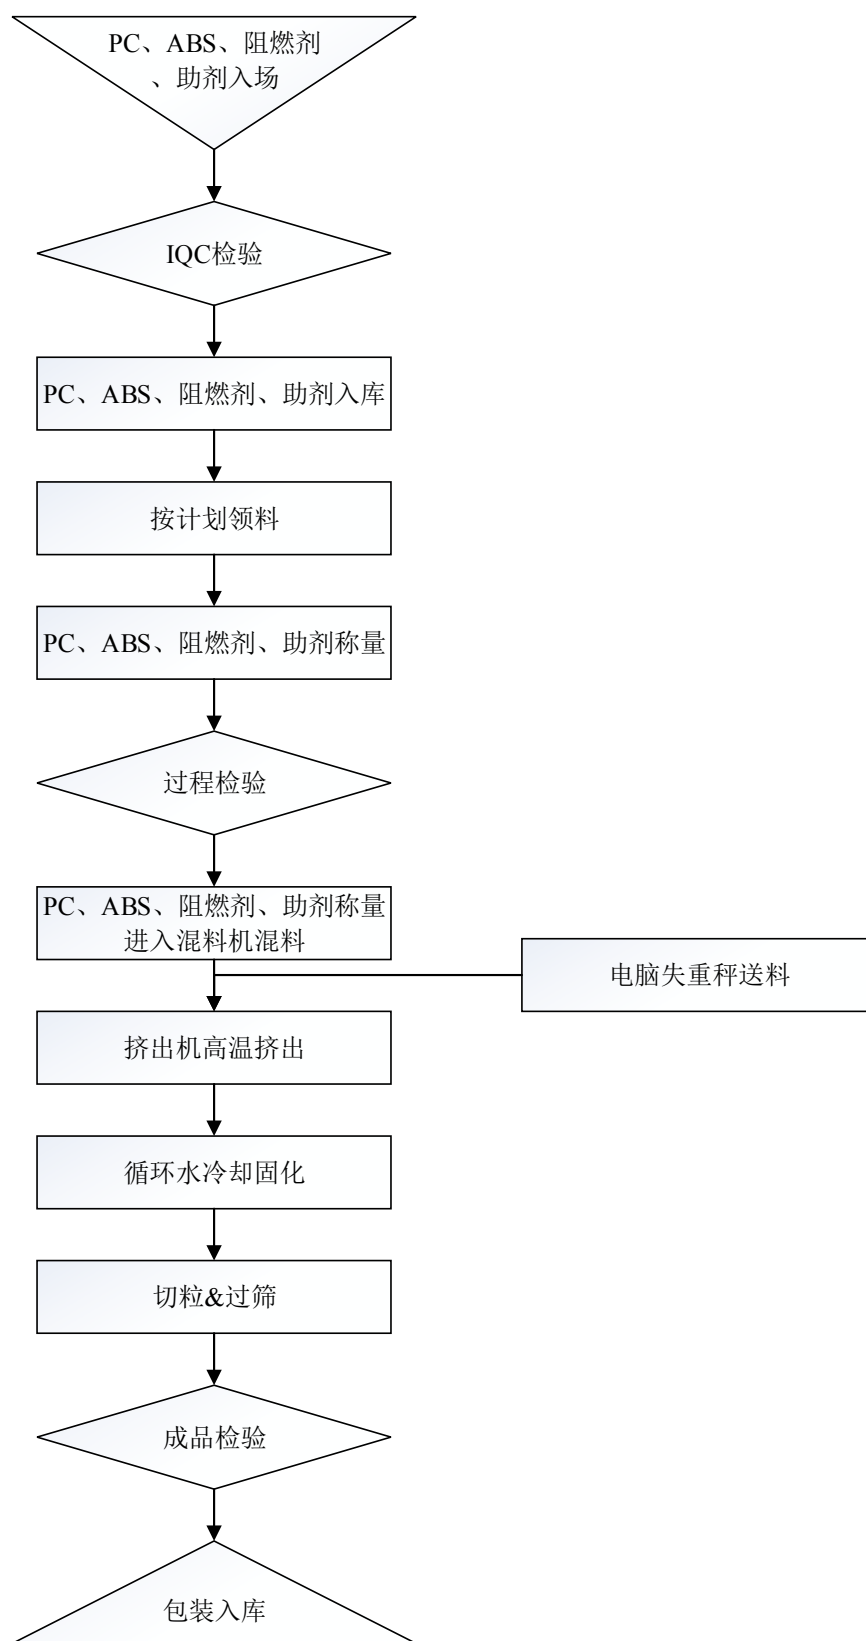 PC、ABS、阻燃剂
、助剂入场
IQC检验
PC、ABS、阻燃剂、助剂入库
按计划领料
PC、ABS、阻燃剂、助剂称量
过程检验
PC、ABS、阻燃剂、助剂称量
进入混料机混料
电脑失重秤送料
挤出机高温挤出
循环水冷却固化
切粒&过筛
成品检验
包装入库